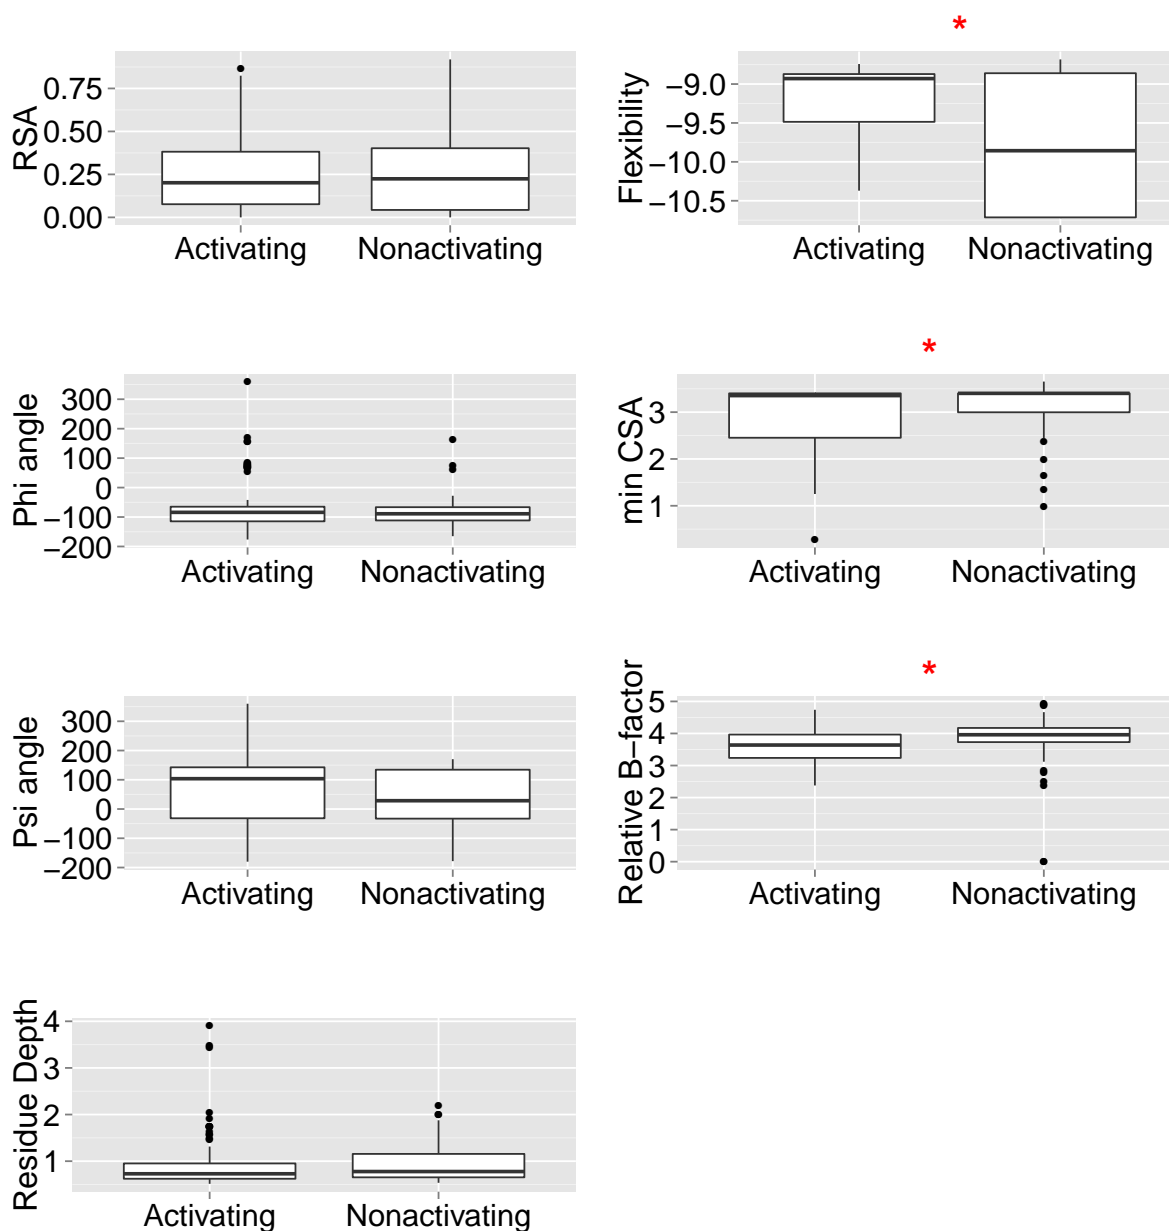 RSA
0.75
0.50
0.25
0.00
Activating Nonactivating
*
Flexibility
−9.0
−9.5
−10.0
−10.5
Activating Nonactivating
Phi angle
300
200
100
0
−100
−200
Activating Nonactivating
*
min CSA
3
2
1
Activating Nonactivating
Psi angle
300
200
100
0
−100
−200
Activating Nonactivating
*
Relative B−factor
5
4
3
2
1
0
Activating Nonactivating
Residue Depth
4
3
2
1
Activating Nonactivating